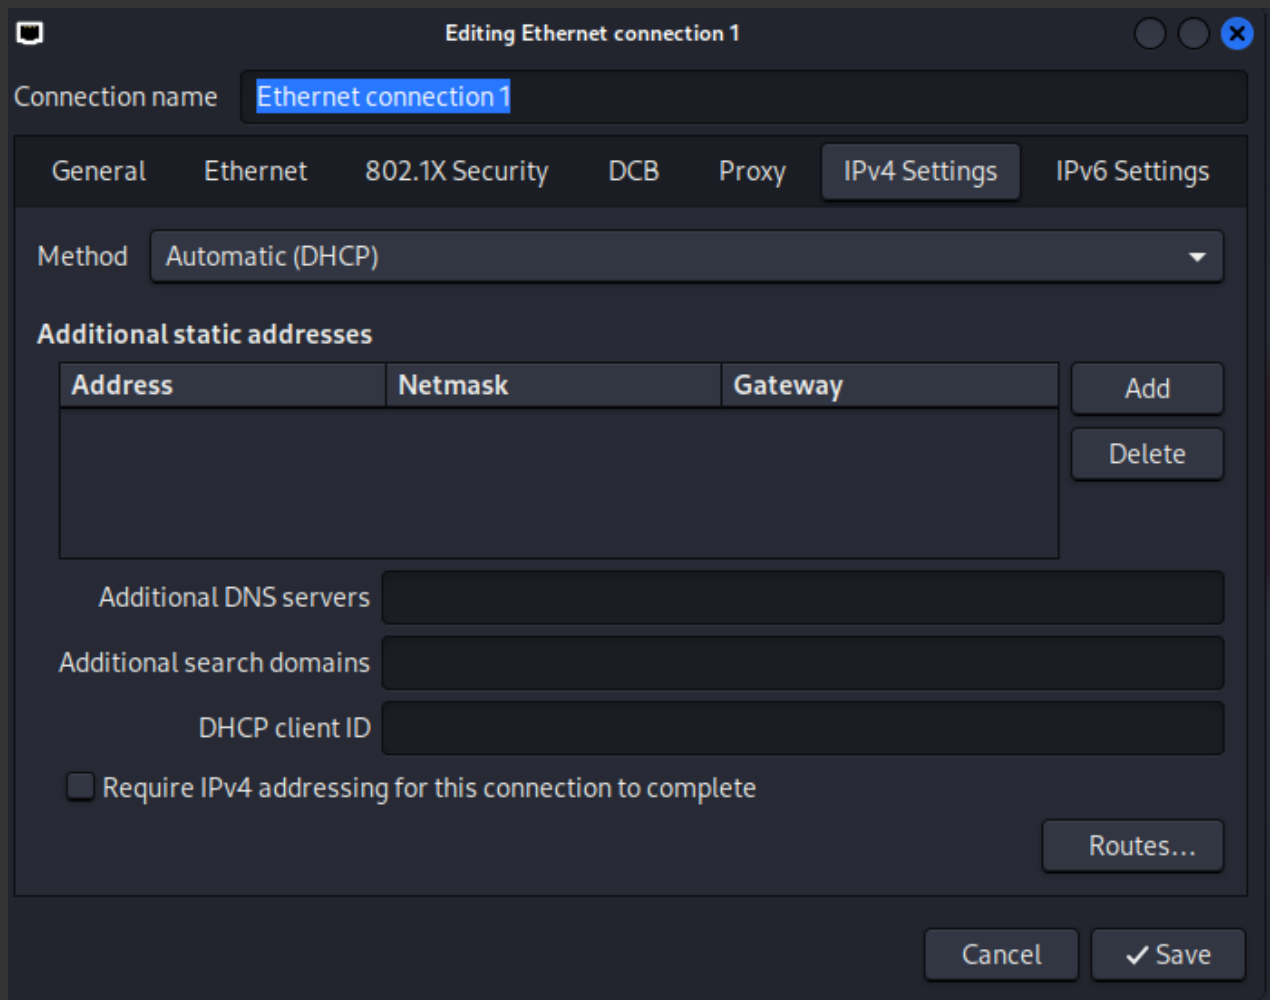 Editing Ethernet connection 1
Connection name Ethernet connection 1
General Ethernet 802.1X Security DCB Proxy IPv4 Settings IPv6 Settings
Method Automatic (DHCP)
Additional static addresses
Address Netmask Gateway Add
Delete
Additional DNS servers
Additional search domains
DHCP client ID
Require IPv4 addressing for this connection to complete
Routes...
Cancel Save